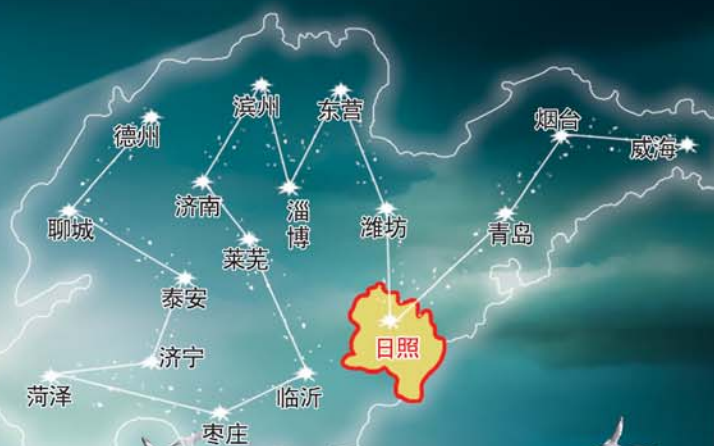 滨州
东营
烟台
德州
威海
济南
淄博
聊城
潍坊
青岛
莱芜
泰安
日照
济宁
菏泽
临沂
枣庄